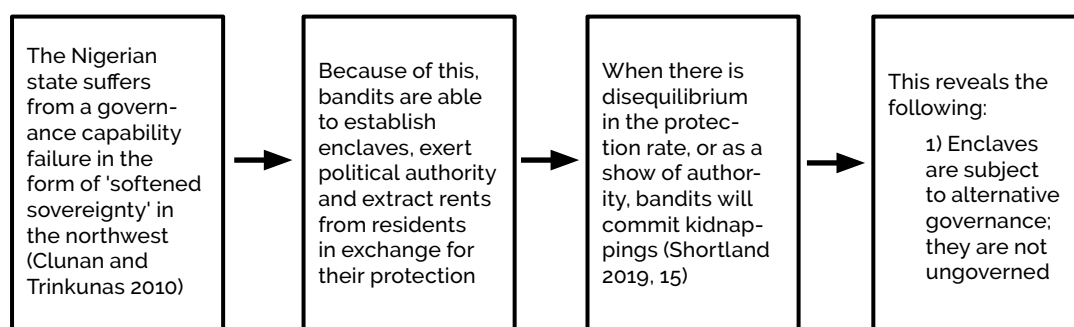 The Nigerian
state suffers
from a govern-
ance capability
failure in the
form of 'softened
sovereignty' in
the northwest
(Clunan and
Trinkunas 2010)
Because of this,
bandits are able
to establish
enclaves, exert
political authority
and extract rents
from residents
in exchange for
their protection
When there is
disequilibrium
in the protec-
tion rate, or as a
show of author-
ity, bandits will
commit kidnap-
pings (Shortland
2019, 15)
This reveals the
following:
1) Enclaves
are subject
to alternative
governance;
they are not
ungoverned